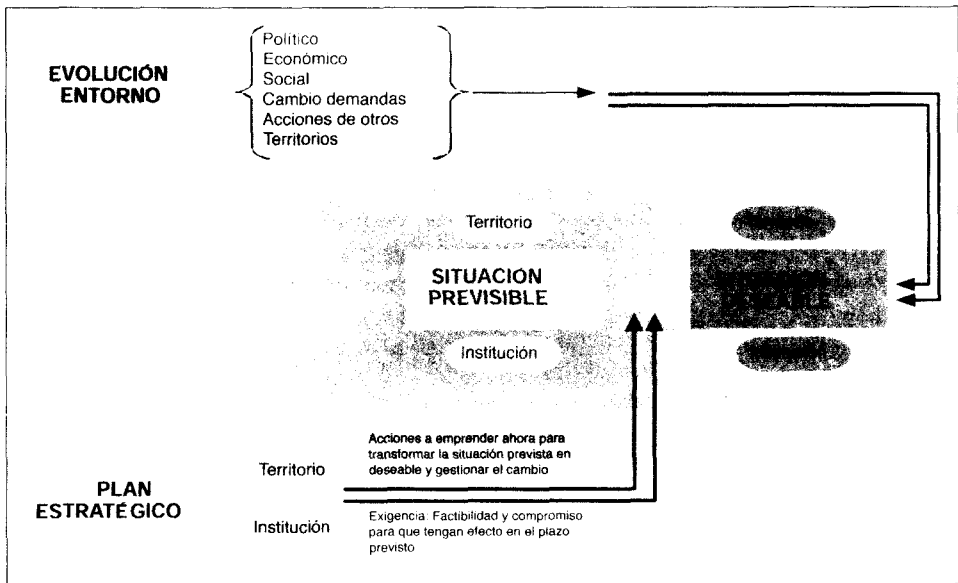 EVOLUCIÓN
ENTORNO
Político
Económico
Social
Cambio demandas
Acciones de otros
Territorios
Territorio
SITUACION
PREVISIBLE
Institución
DESEABLE
Acciones a emprender ahora para
transformar la situación prevista en
deseable y gestionar el cambio
Territorio
PLAN
ESTRATÉGICO
Institución
Exigencia: Factibilidad y compromiso
para que tengan efecto en el plazo
previsto